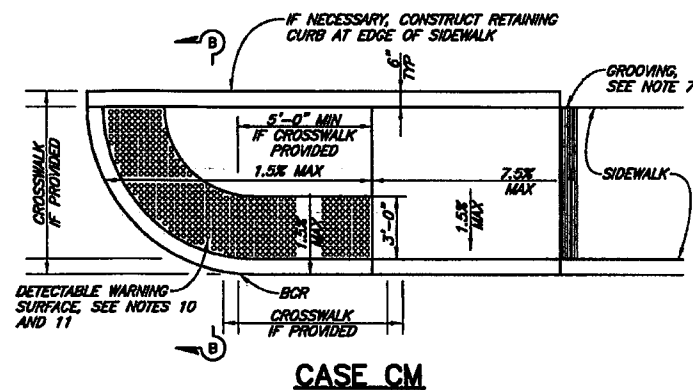 IF NECESSARY, CONSTRUCT RETAINING
CURB AT EDGE OF SIDEWALK
B
6"
TYP
GROOVING,
SEE NOTE 7
5'-0" MIN
IF CROSSWALK
PROVIDED
1.5% MAX
7.5%
MAX
SIDEWALK
CROSSWALK
IF PROVIDED
1.5%
MAX
3'-0"
1.5%
MAX
DETECTABLE WARNING
SURFACE, SEE NOTES 10
AND 11
BCR
CROSSWALK
IF PROVIDED
B
CASE CM